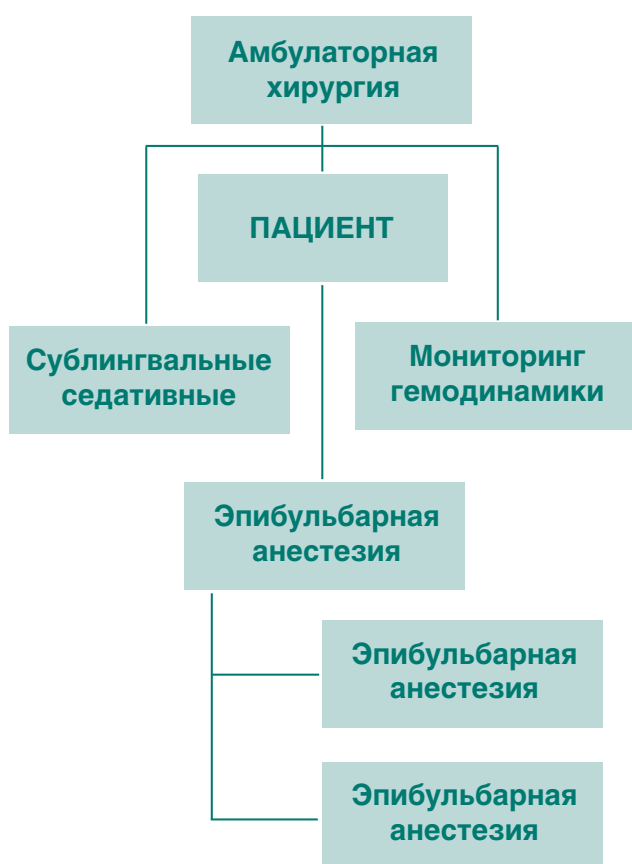 Амбулаторная
хирургия
ПАЦИЕНТ
Сублингвальные
седативные
Мониторинг
гемодинамики
Эпибульбарная
анестезия
Эпибульбарная
анестезия
Эпибульбарная
анестезия